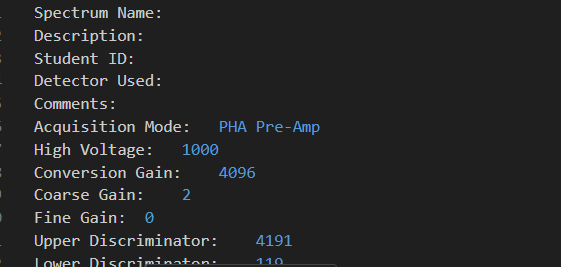 Spectrum Name:
Description:
Student ID:
Detector Used:
Comments:
Acquisition Mode: PHA Pre-Amp
High Voltage: 1000
Conversion Gain: 4096
Coarse Gain: 2
Fine Gain: 0
Upper Discriminator: 4191
Lower Discriminator: 119